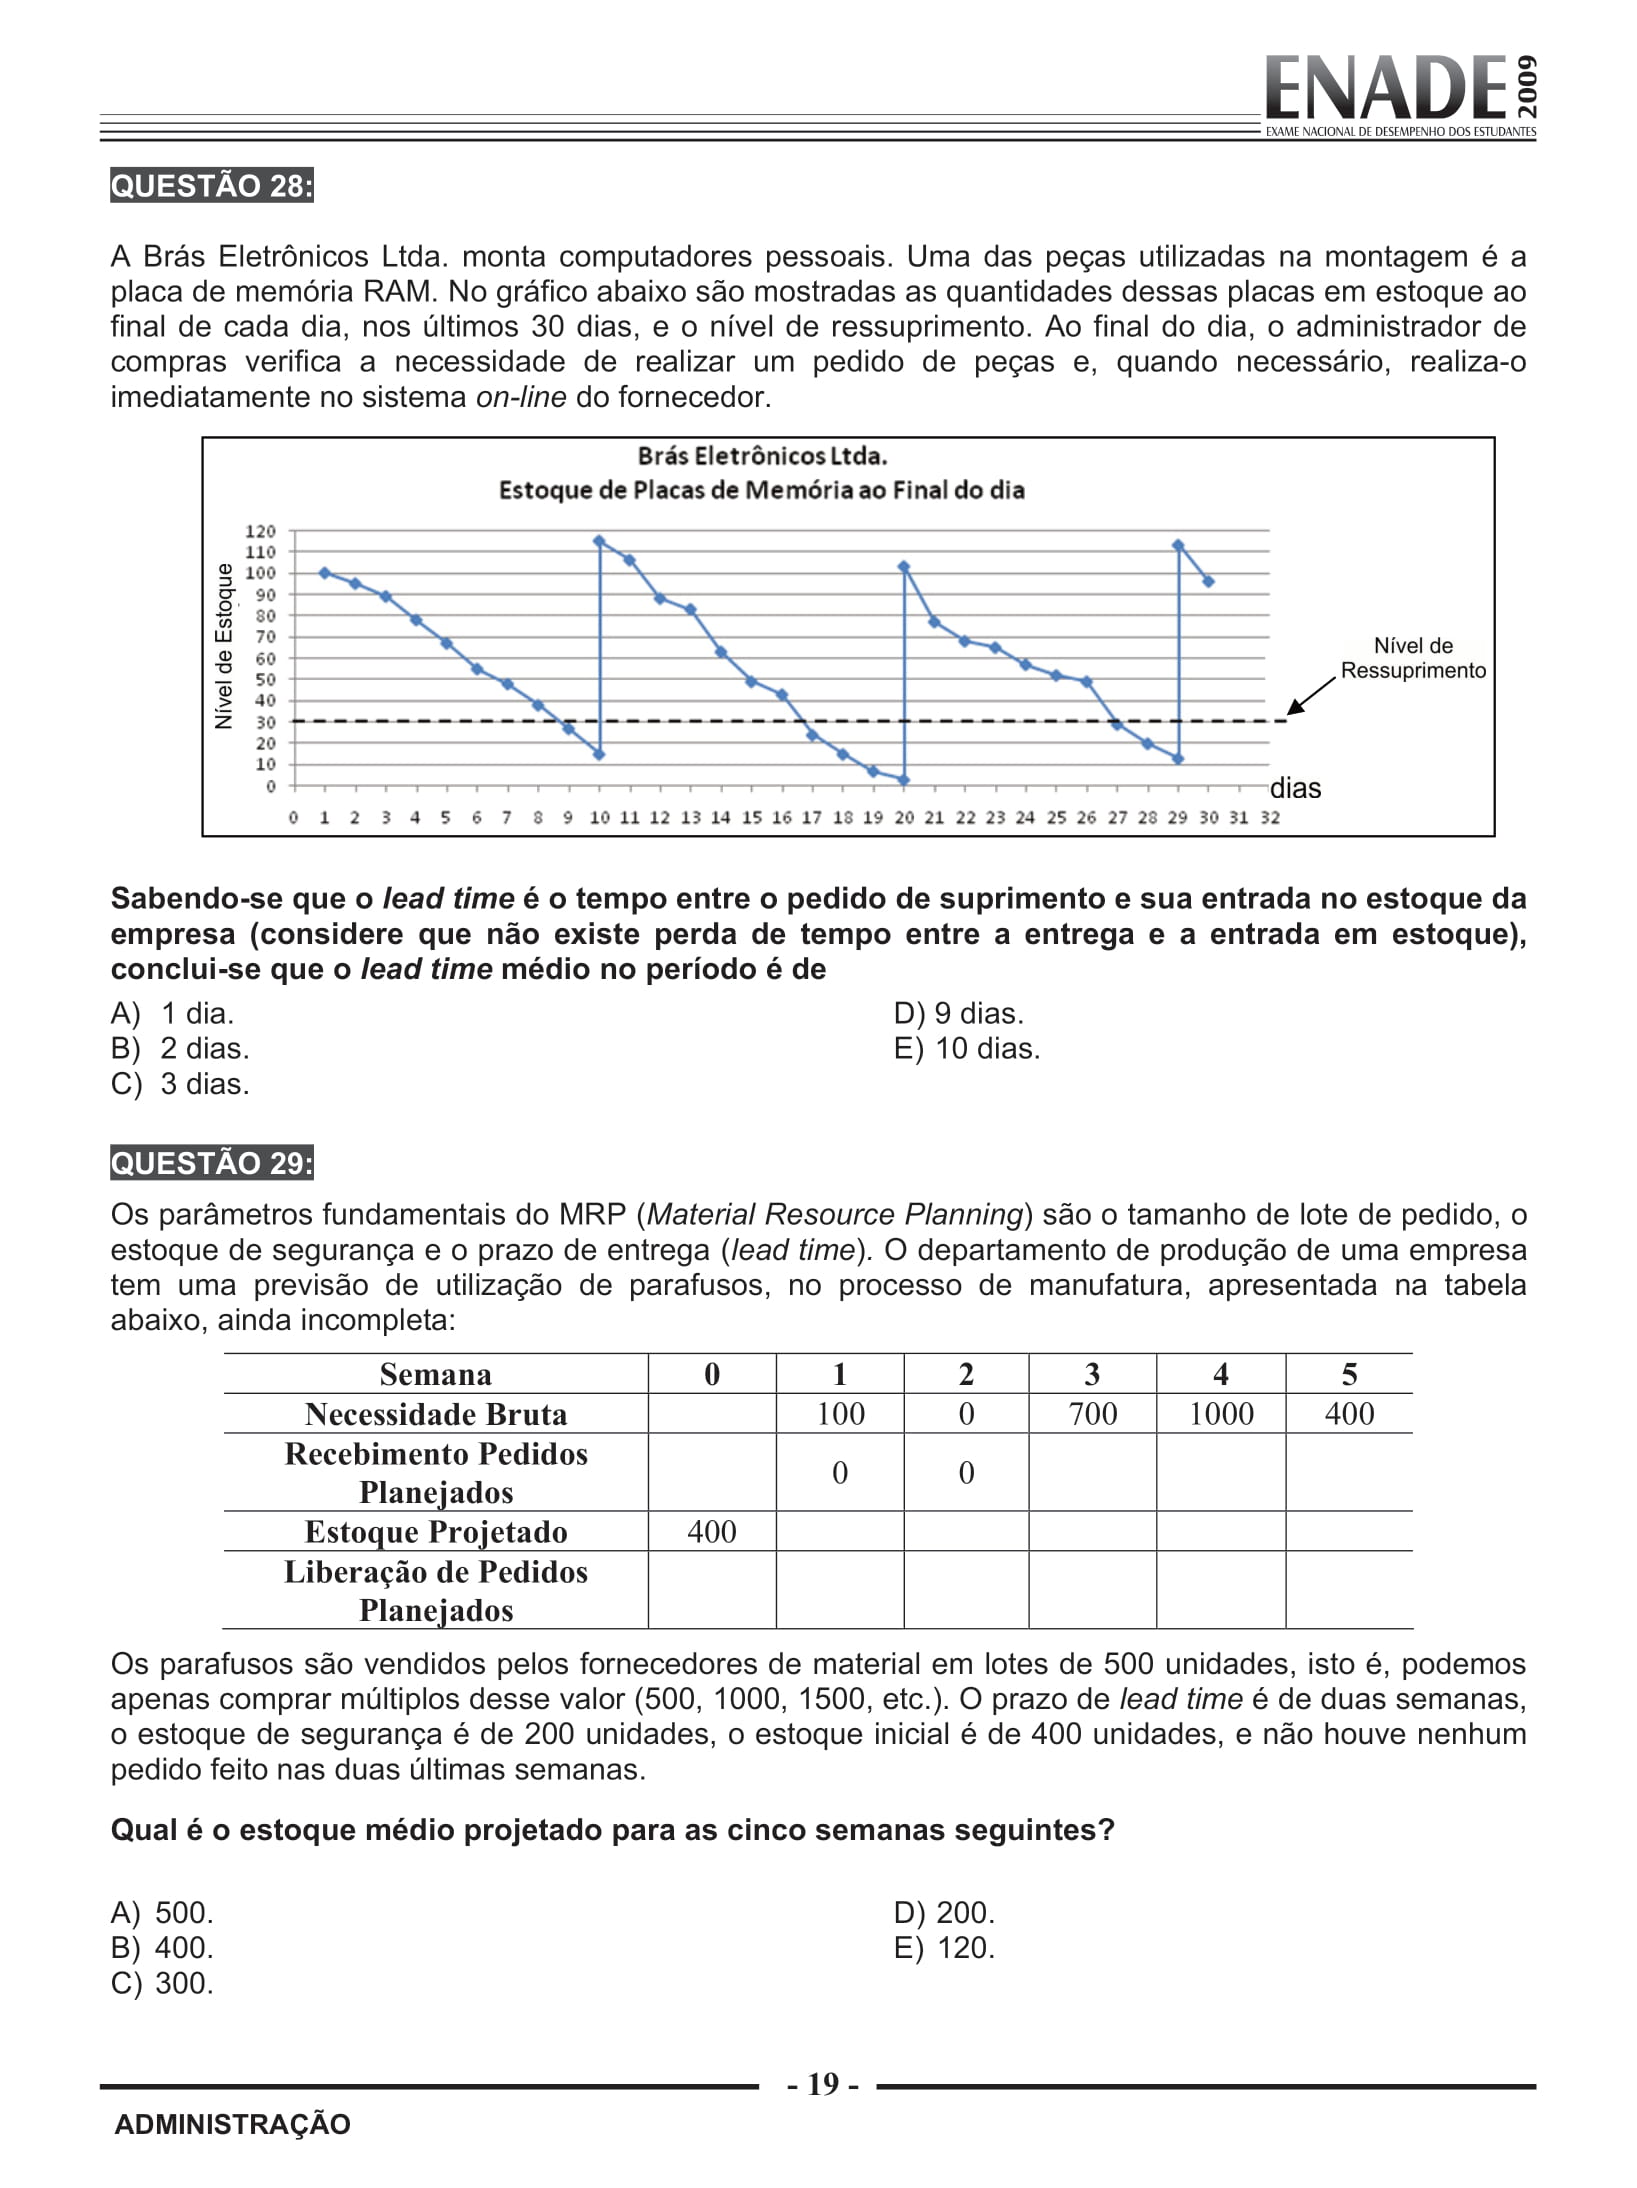 ENADE 2009
EXAME NACIONAL DE DESEMPENHO DOS ESTUDANTES
QUESTÃO 28:
A Brás Eletrônicos Ltda. monta computadores pessoais. Uma das peças utilizadas na montagem é a
placa de memória RAM. No gráfico abaixo são mostradas as quantidades dessas placas em estoque ao
final de cada dia, nos últimos 30 dias, e o nível de ressuprimento. Ao final do dia, o administrador de
compras verifica a necessidade de realizar um pedido de peças e, quando necessário, realiza-o
imediatamente no sistema on-line do fornecedor.
Brás Eletrônicos Ltda.
Estoque de Placas de Memória ao Final do dia
Nível de Estoque
120
110
100
90
80
70
60
50
40
30
20
10
0
Nível de
Ressuprimento
dias
0 1 2 3 4 5 6 7 8 9 10 11 12 13 14 15 16 17 18 19 20 21 22 23 24 25 26 27 28 29 30 31 32
Sabendo-se que o lead time é o tempo entre o pedido de suprimento e sua entrada no estoque da
empresa (considere que não existe perda de tempo entre a entrega e a entrada em estoque),
conclui-se que o lead time médio no período é de
A) 1 dia.
B) 2 dias.
C) 3 dias.
D) 9 dias.
E) 10 dias.
QUESTÃO 29:
Os parâmetros fundamentais do MRP (Material Resource Planning) são o tamanho de lote de pedido, o
estoque de segurança e o prazo de entrega (lead time). O departamento de produção de uma empresa
tem uma previsão de utilização de parafusos, no processo de manufatura, apresentada na tabela
abaixo, ainda incompleta:
Semana 0 1 2 3 4 5
Necessidade Bruta 100 0 700 1000 400
Recebimento Pedidos
Planejados 0 0
Estoque Projetado 400
Liberação de Pedidos
Planejados
Os parafusos são vendidos pelos fornecedores de material em lotes de 500 unidades, isto é, podemos
apenas comprar múltiplos desse valor (500, 1000, 1500, etc.). O prazo de lead time é de duas semanas,
o estoque de segurança é de 200 unidades, o estoque inicial é de 400 unidades, e não houve nenhum
pedido feito nas duas últimas semanas.
Qual é o estoque médio projetado para as cinco semanas seguintes?
A) 500.
B) 400.
C) 300.
D) 200.
E) 120.
- 19 -
ADMINISTRAÇÃO